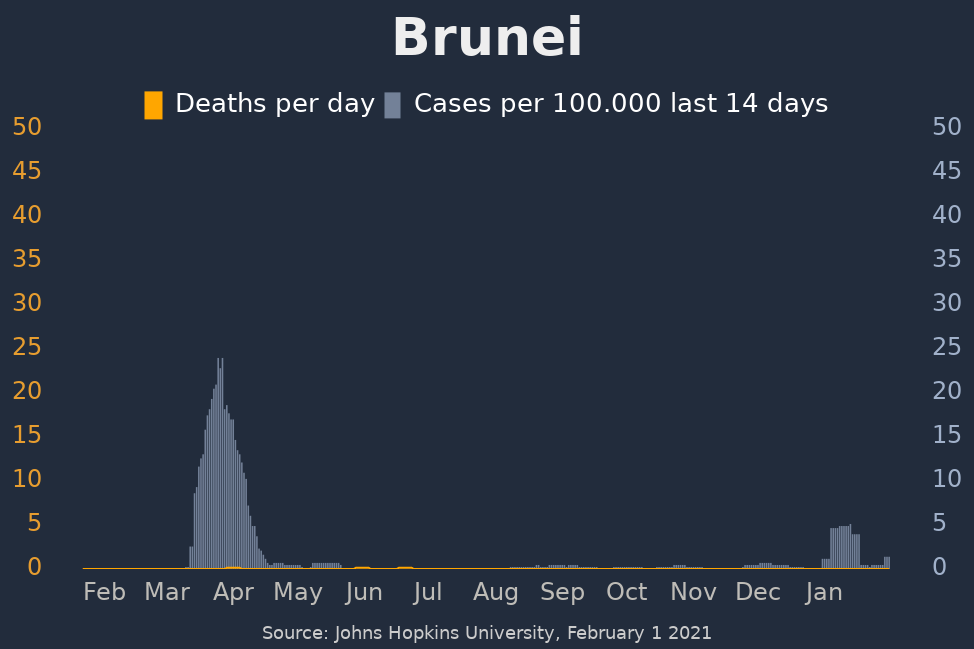 Brunei
Deaths per day Cases per 100.000 last 14 days
50 50
45 45
40 40
35 35
30 30
25 25
20 20
15 15
10 10
5 5
0 0
Feb Mar Apr May Jun Jul Aug Sep Oct Nov Dec Jan
Source: Johns Hopkins University, February 1 2021